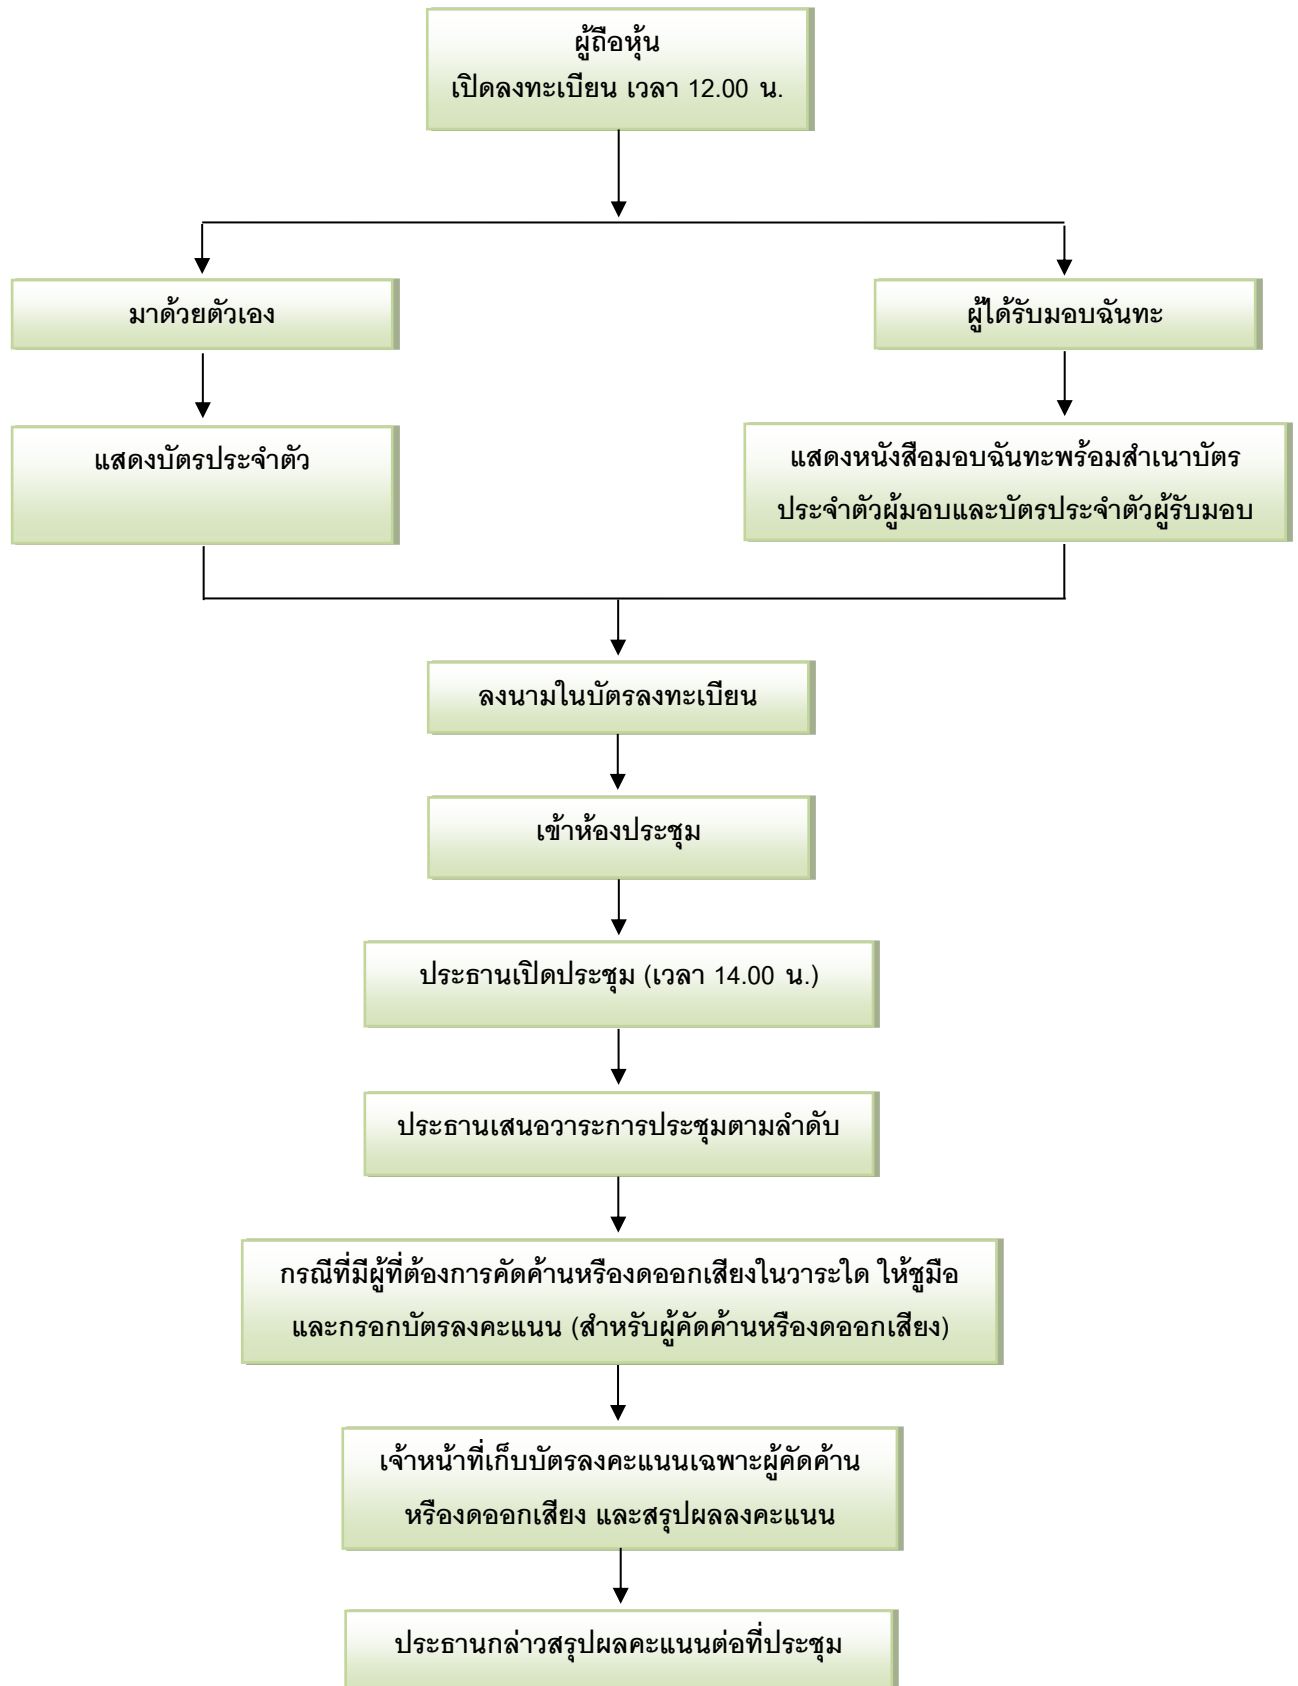 ผู้ถือหุ้น
เปิดลงทะเบียน เวลา 12.00 น.
มาด้วยตัวเอง
ผู้ได้รับมอบฉันทะ
แสดงบัตรประจำตัว
แสดงหนังสือมอบฉันทะพร้อมสำเนาบัตร
ประจำตัวผู้มอบและบัตรประจำตัวผู้รับมอบ
ลงนามในบัตรลงทะเบียน
เข้าห้องประชุม
ประธานเปิดประชุม (เวลา 14.00 น.)
ประธานเสนอวาระการประชุมตามลำดับ
กรณีที่มีผู้ที่ต้องการคัดค้านหรืองดออกเสียงในวาระใด ให้ชูมือ
และกรอกบัตรลงคะแนน (สำหรับผู้คัดค้านหรืองดออกเสียง)
เจ้าหน้าที่เก็บบัตรลงคะแนนเฉพาะผู้คัดค้าน
หรืองดออกเสียง และสรุปผลลงคะแนน
ประธานกล่าวสรุปผลคะแนนต่อที่ประชุม